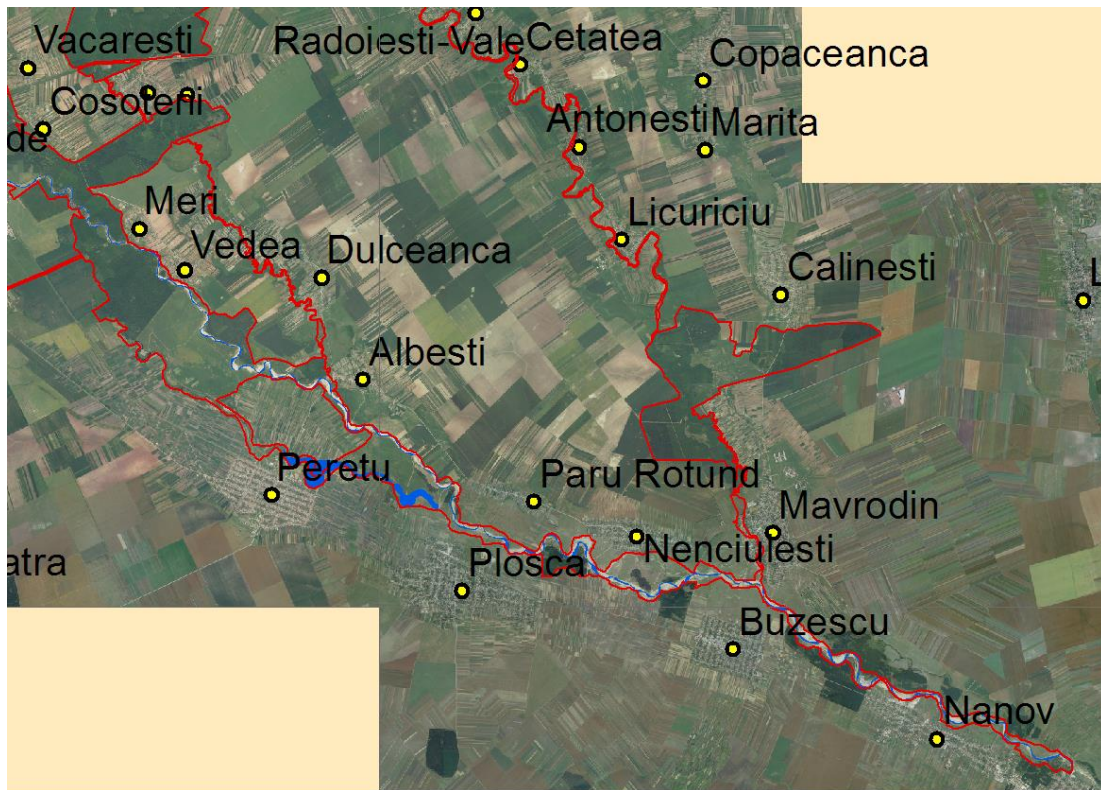 Vacaresti
Radoiesti-Vale
Cetatea
Copaceanca
Cosoteni
de
Antonesti
Marita
Meri
Licuriciu
Vedea
Dulceanca
Calinesti
L
Albesti
Peretu
Paru Rotund
Mavrodin
Nenciulesti
atra
Plosca
Buzescu
Nanov